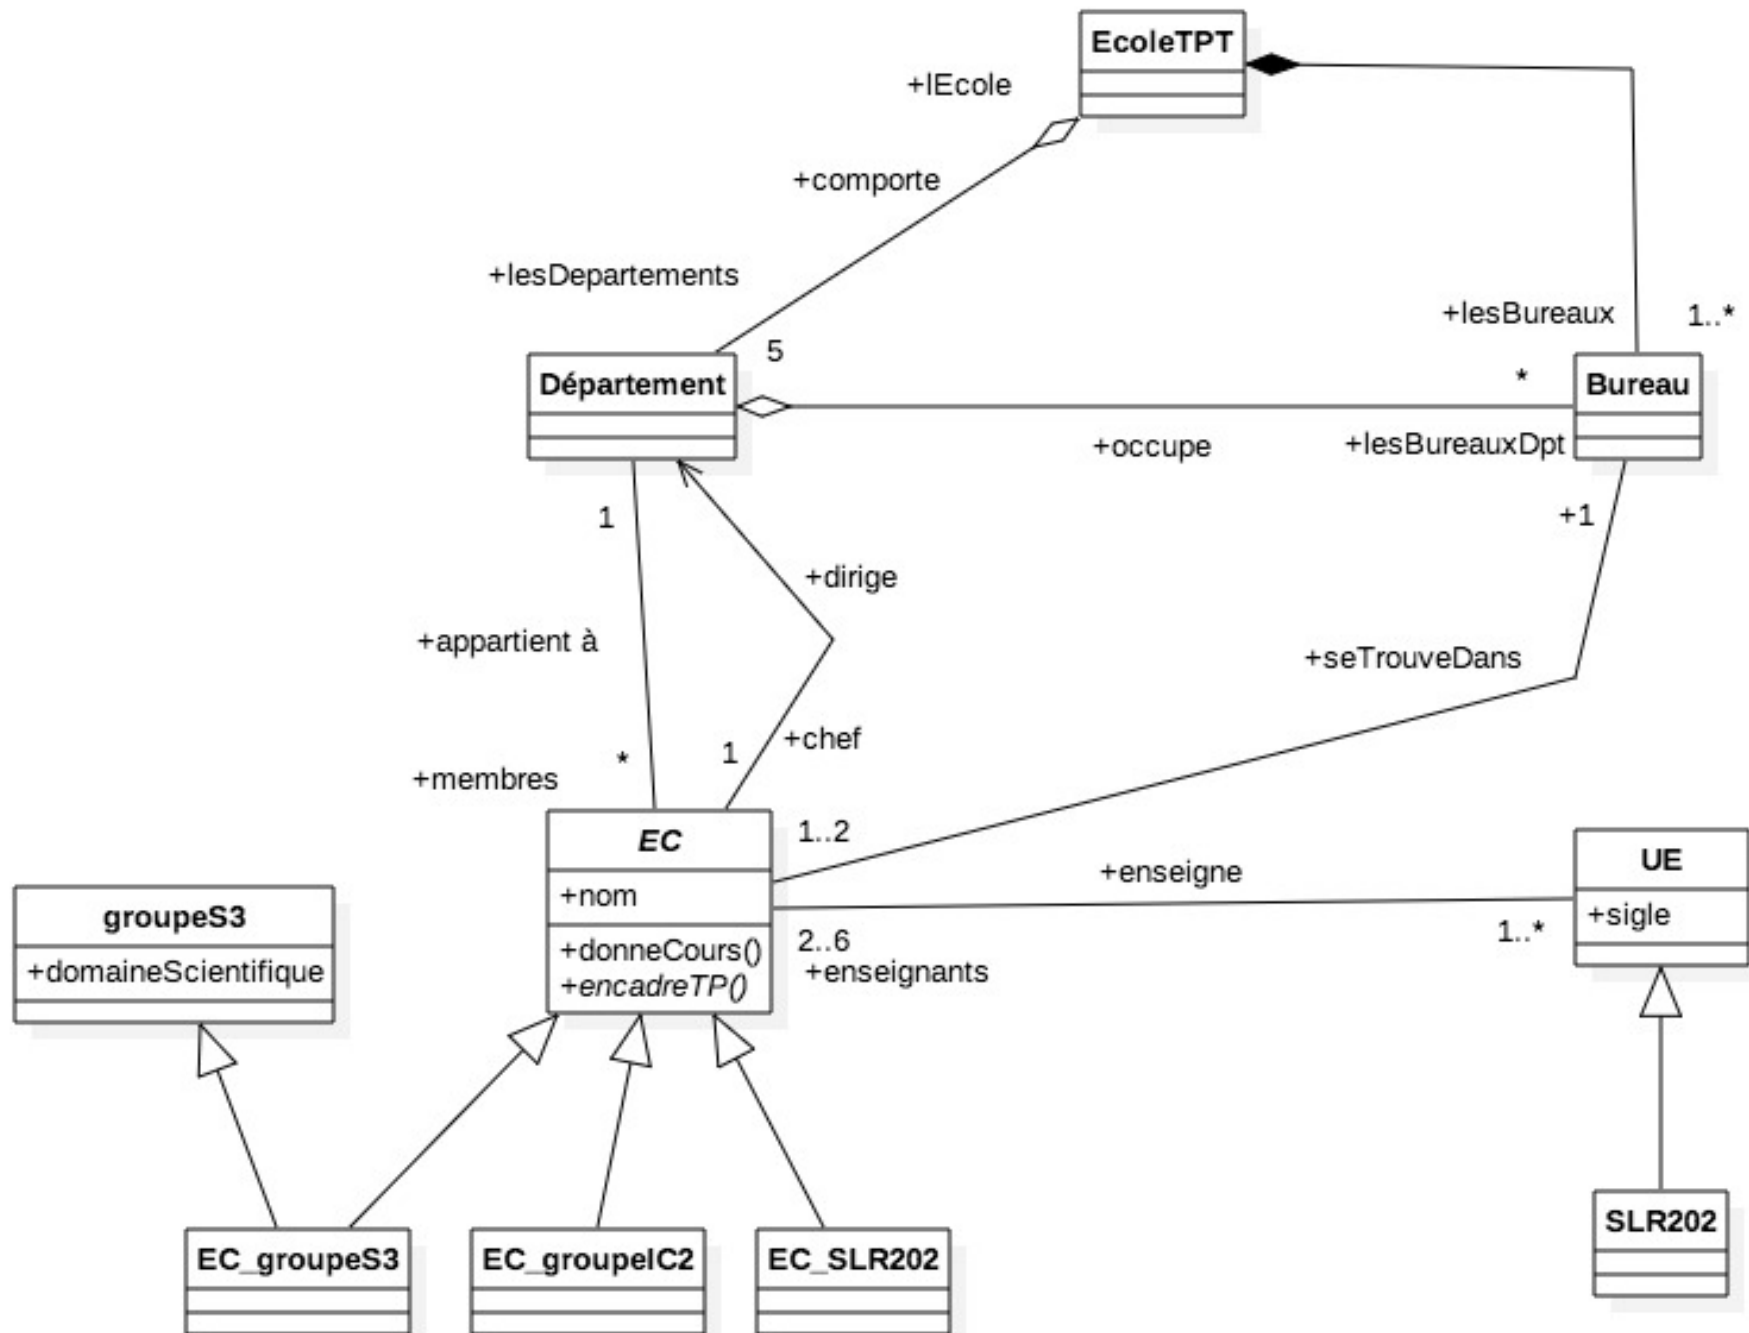 EcoleTPT
+lEcole
+comporte
+lesDepartements
+lesBureaux
1..*
5
Département
*
Bureau
+occupe
+lesBureauxDpt
1
+1
+dirige
+appartient à
+seTrouveDans
+chef
1
*
+membres
EC
1..2
UE
+enseigne
+nom
groupeS3
+sigle
1..*
2..6
+donneCours()
+domaineScientifique
+enseignants
+encadreTP()
SLR202
EC_groupeS3
EC_groupeIC2
EC_SLR202